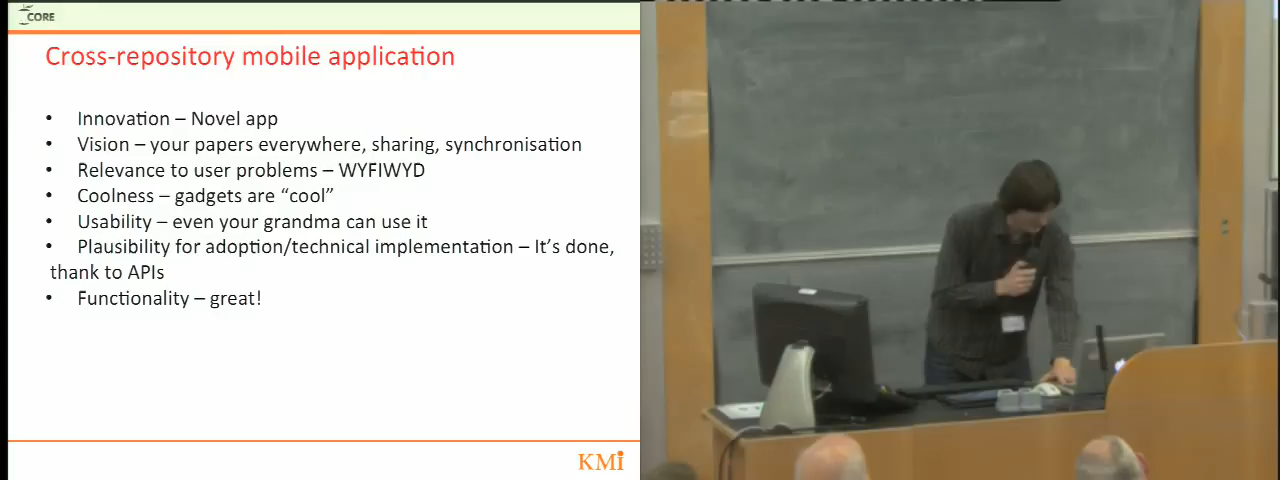 CORE
Cross-repository mobile application
• Innovation – Novel app
• Vision – your papers everywhere, sharing, synchronisation
• Relevance to user problems – WYFIWYD
• Coolness – gadgets are “cool”
• Usability – even your grandma can use it
• Plausibility for adoption/technical implementation – It’s done,
thank to APIs
• Functionality – great!
KMi